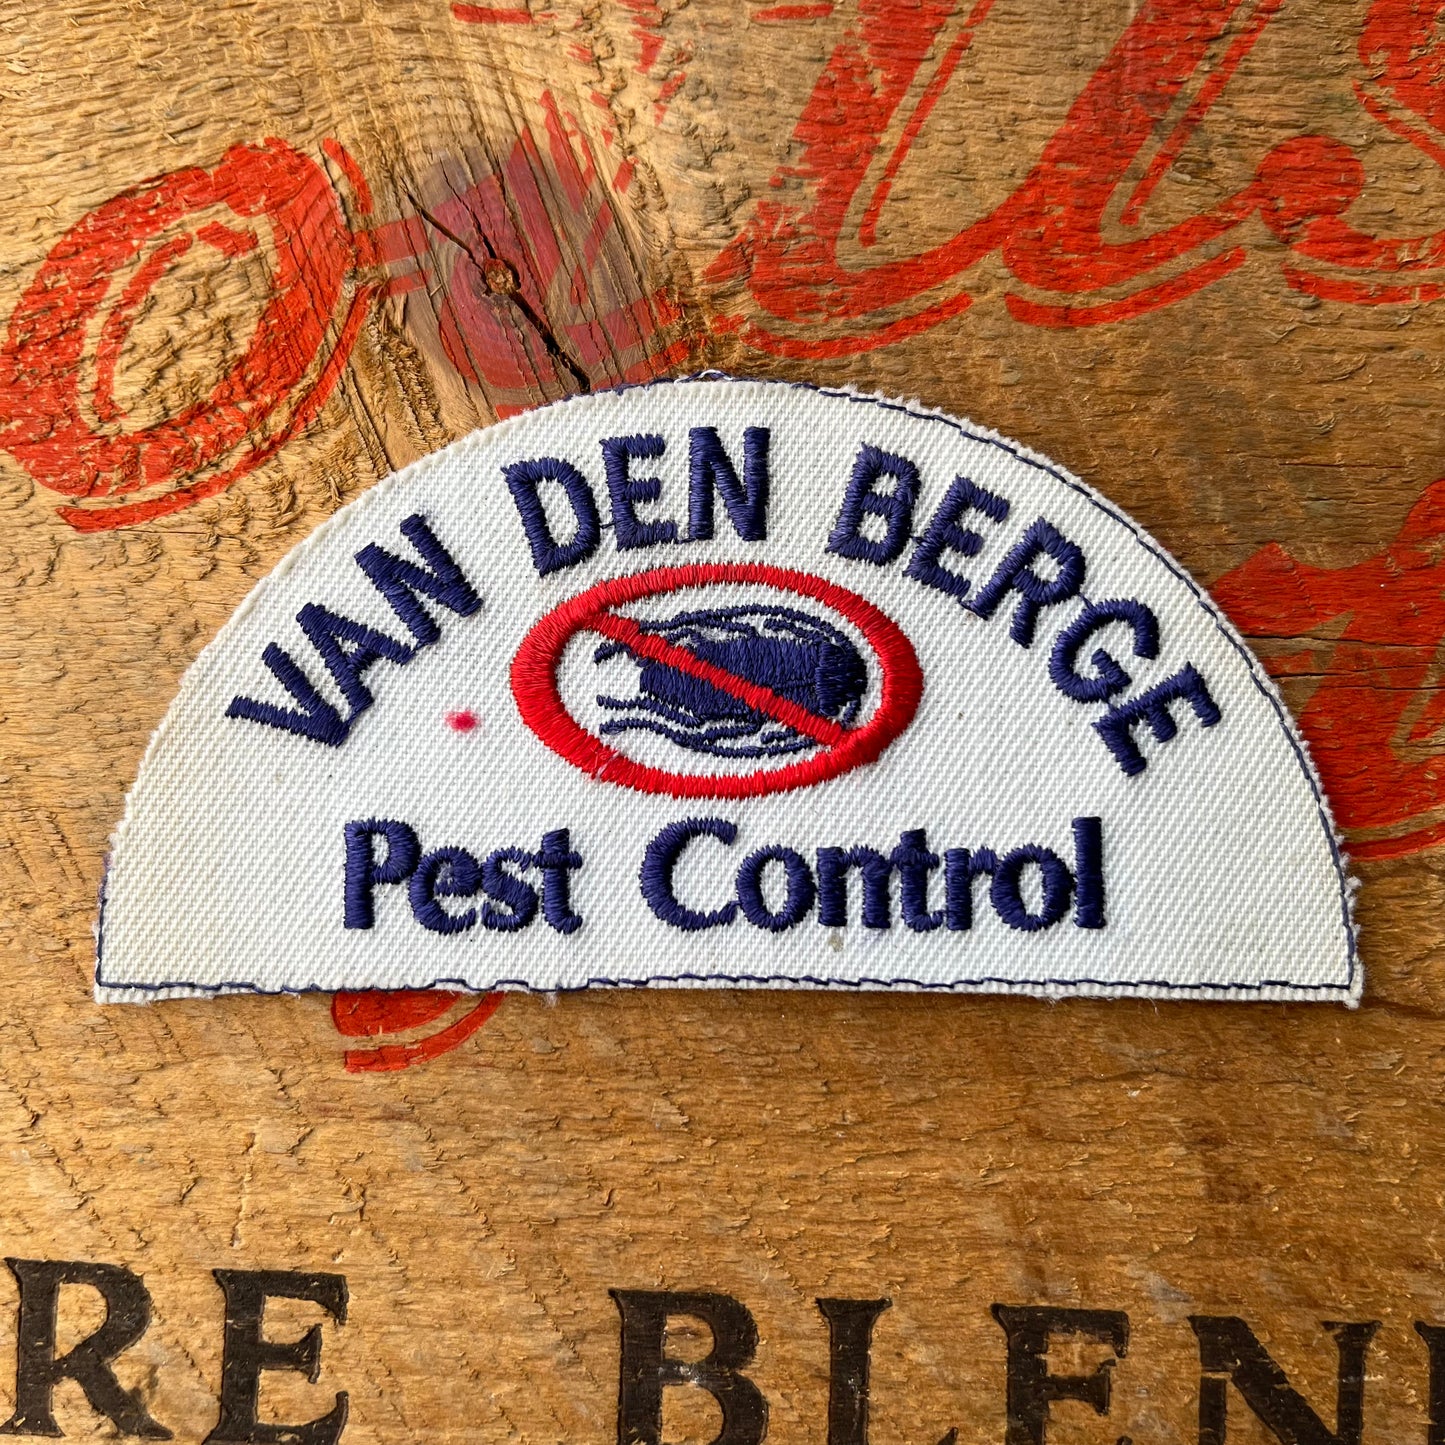 VAN DEN BERGE
Pest Control
RE BLEN